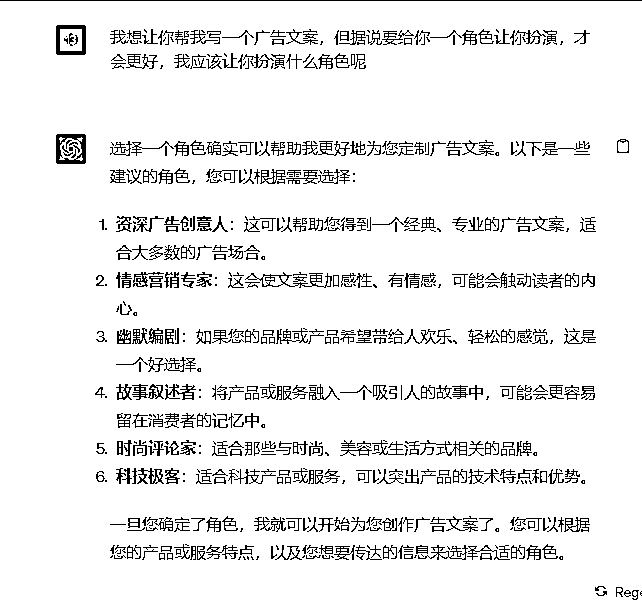 我想让你帮我写一个广告文案，但据说要给你一个角色让你扮演，才
会更好，我应该让你扮演什么角色呢
选择一个角色确实可以帮助我更好地为您定制广告文案。以下是一些
建议的角色，您可以根据需要选择：
1. 资深广告创意人：这可以帮助您得到一个经典、专业的广告文案，适
合大多数的广告场合。
2. 情感营销专家：这会使文案更加感性、有情感，可能会触动读者的内
心。
3. 幽默编剧：如果您的品牌或产品希望带给人欢乐、轻松的感觉，这是
一个好选择。
4. 故事叙述者：将产品或服务融入一个吸引人的故事中，可能会更容易
留在消费者的记忆中。
5. 时尚评论家：适合那些与时尚、美容或生活方式相关的品牌。
6. 科技极客：适合科技产品或服务，可以突出产品的技术特点和优势。
一旦您确定了角色，我就可以开始为您创作广告文案了。您可以根据
您的产品或服务特点，以及您想要传达的信息来选择合适的角色。
Rege